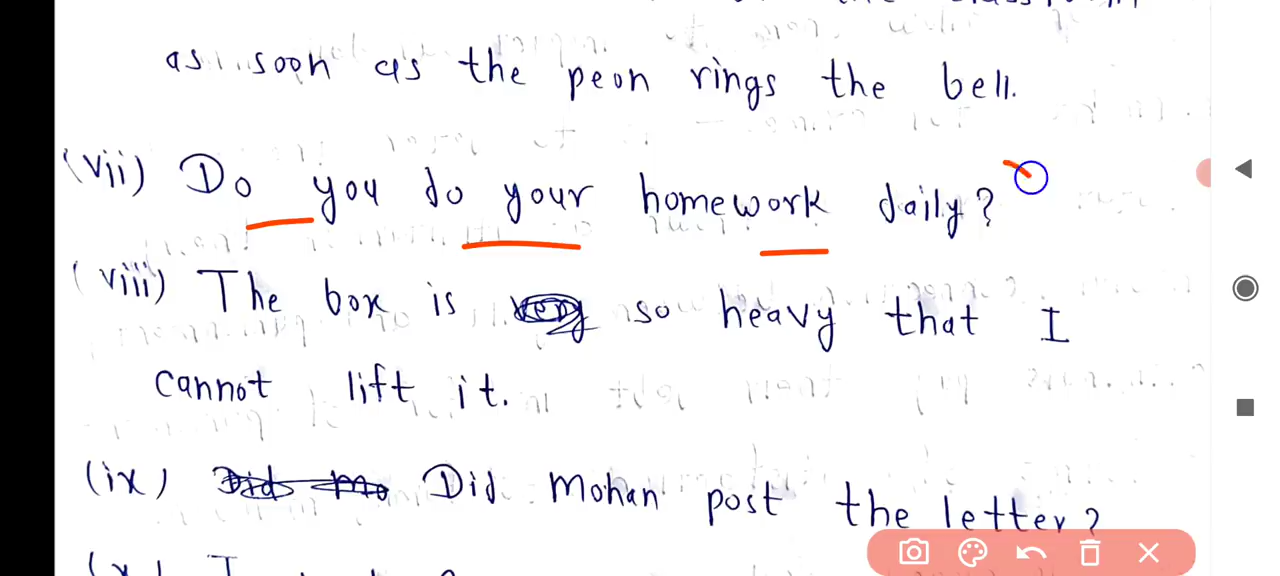 as soon as the peon rings the bell.
(vii) Do you do your homework daily?
(viii) The box is so heavy that I
cannot lift it.
(ix) Did Mohan post the letter?
(x) I